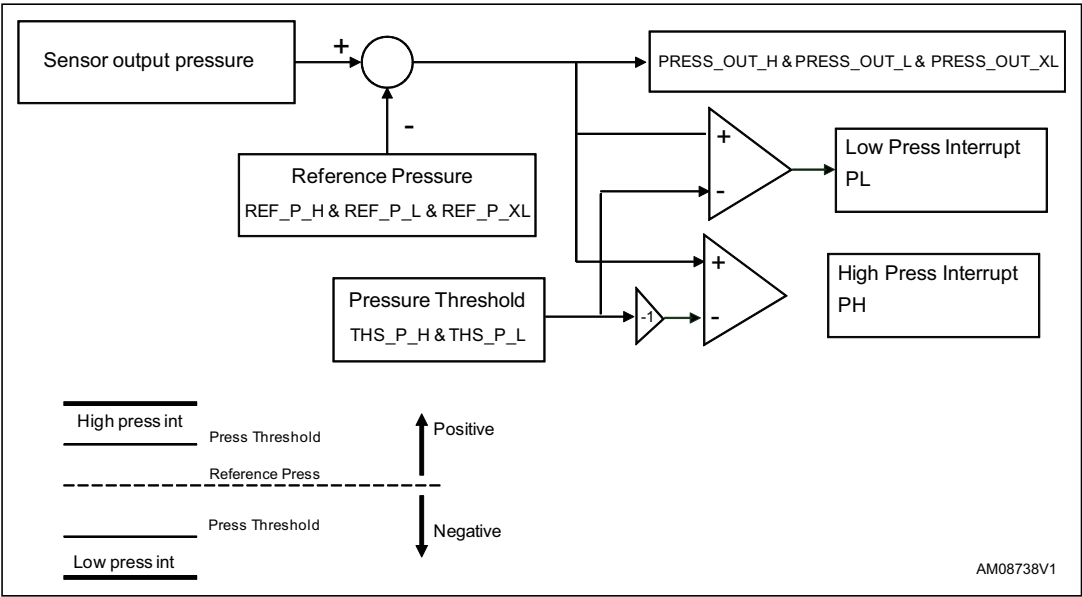 Sensor output pressure
+
-
PRESS_OUT_H & PRESS_OUT_L & PRESS_OUT_XL
Reference Pressure
REF_P_H & REF_P_L & REF_P_XL
+
-
Low Press Interrupt
PL
Pressure Threshold
THS_P_H & THS_P_L
-1
+
-
High Press Interrupt
PH
High press int
Press Threshold
Reference Press
Press Threshold
Low press int
Positive
Negative
AM08738V1